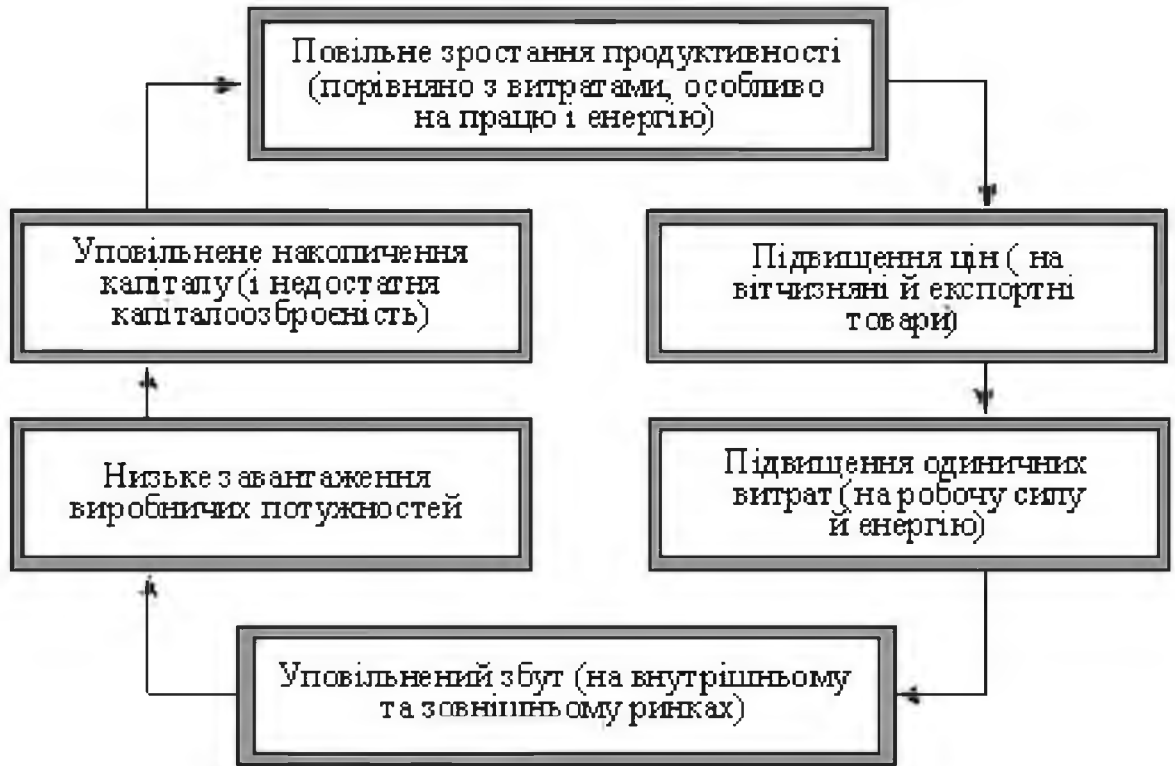 Повільне зростання продуктивності
(порівняно з витратами, особливо
на працю і енергію)
Уповільнене накопичення
капіталу (і недостатня
капіталоозброєність)
Підвищення цін ( на
вітчизняні й експортні
товари)
Низьке завантаження
виробничих потужностей
Підвищення одиничних
витрат (на робочу силу
й енергію)
Уповільнений збут (на внутрішньому
та зовнішньому ринках)